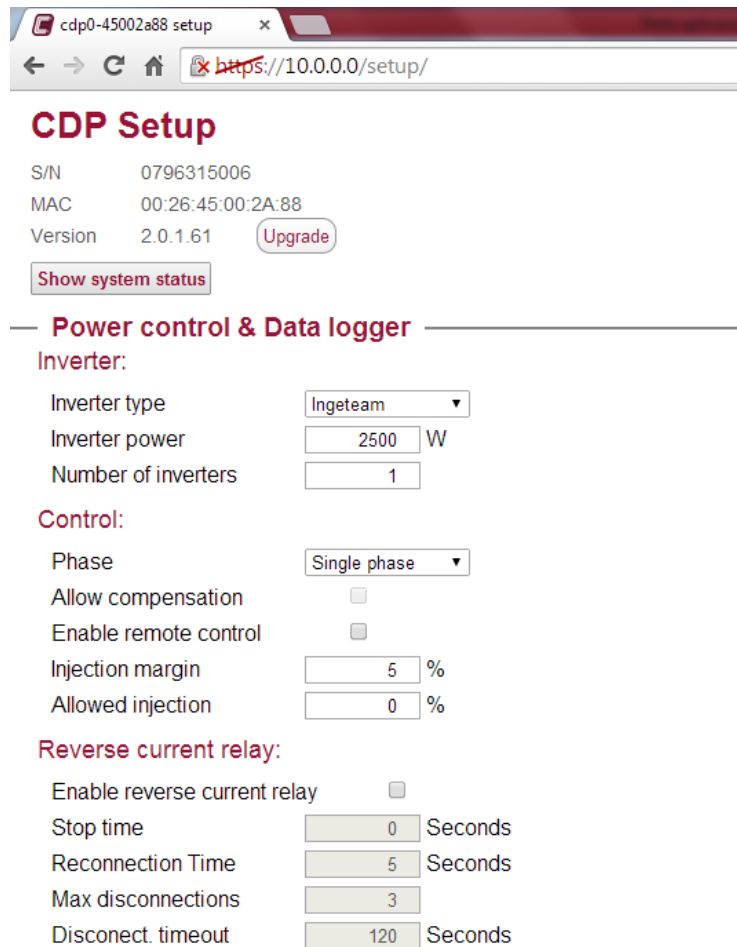 cdp0-45002a88 setup ×
https://10.0.0.0/setup/
CDP Setup
S/N 0796315006
MAC 00:26:45:00:2A:88
Version 2.0.1.61 Upgrade
Show system status
Power control & Data logger
Inverter:
Inverter type Ingeteam
Inverter power 2500 W
Number of inverters 1
Control:
Phase Single phase
Allow compensation
Enable remote control
Injection margin 5 %
Allowed injection 0 %
Reverse current relay:
Enable reverse current relay
Stop time 0 Seconds
Reconnection Time 5 Seconds
Max disconnections 3
Disconect. timeout 120 Seconds